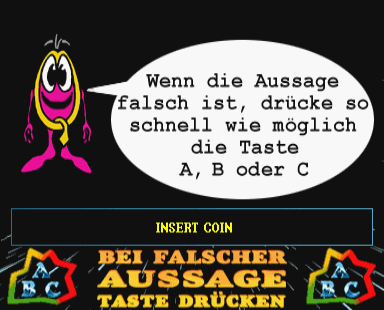 Wenn die Aussage
falsch ist, drücke so
schnell wie möglich
die Taste
A, B oder C
INSERT COIN
A
B C
BEI FALSCHER
AUSSAGE
TASTE DRÜCKEN
A
B C